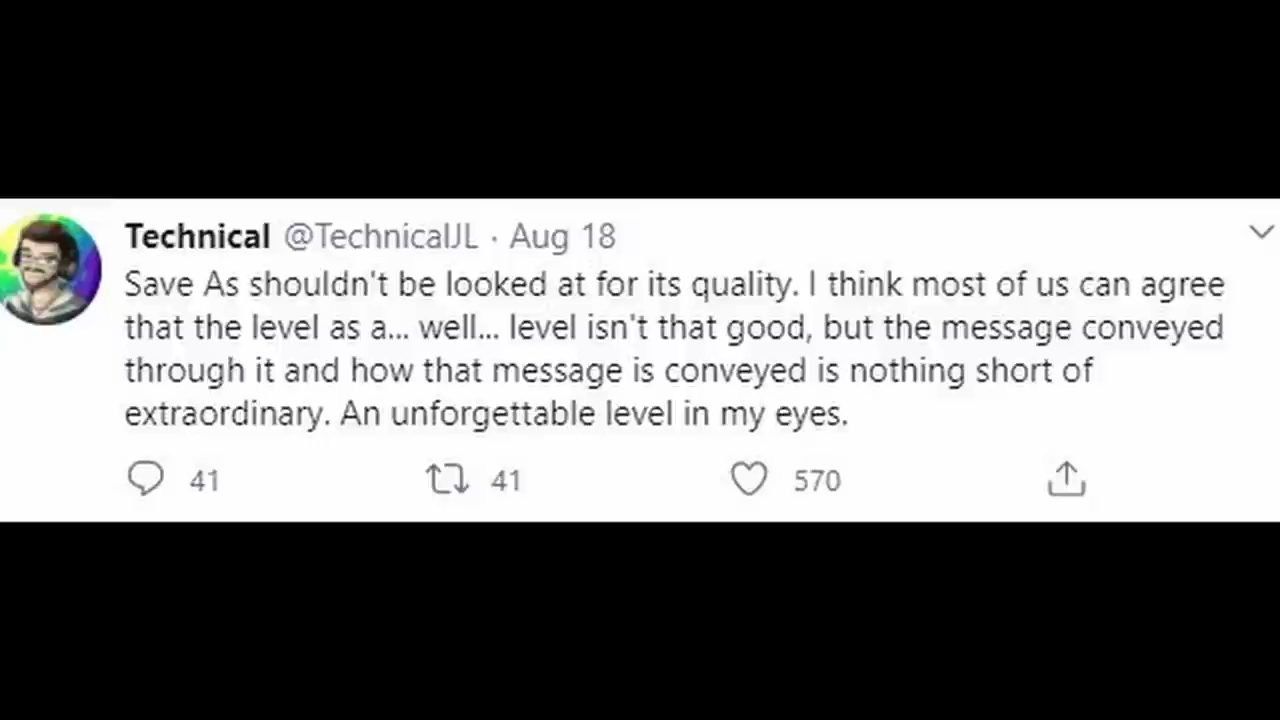 Technical @TechnicalJL · Aug 18
Save As shouldn't be looked at for its quality. I think most of us can agree
that the level as a... well... level isn't that good, but the message conveyed
through it and how that message is conveyed is nothing short of
extraordinary. An unforgettable level in my eyes.
41 41 570